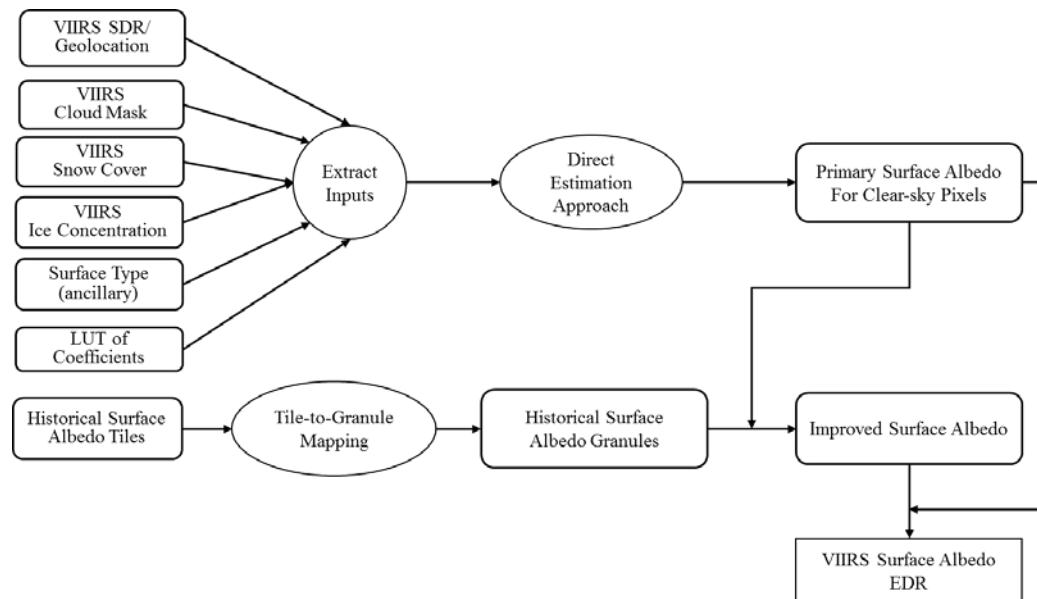 VIIRS SDR/
Geolocation
VIIRS
Cloud Mask
VIIRS
Snow Cover
VIIRS
Ice Concentration
Surface Type
(ancillary)
LUT of
Coefficients
Extract
Inputs
Direct
Estimation
Approach
Primary Surface Albedo
For Clear-sky Pixels
Historical Surface
Albedo Tiles
Tile-to-Granule
Mapping
Historical Surface
Albedo Granules
Improved Surface Albedo
VIIRS Surface Albedo
EDR